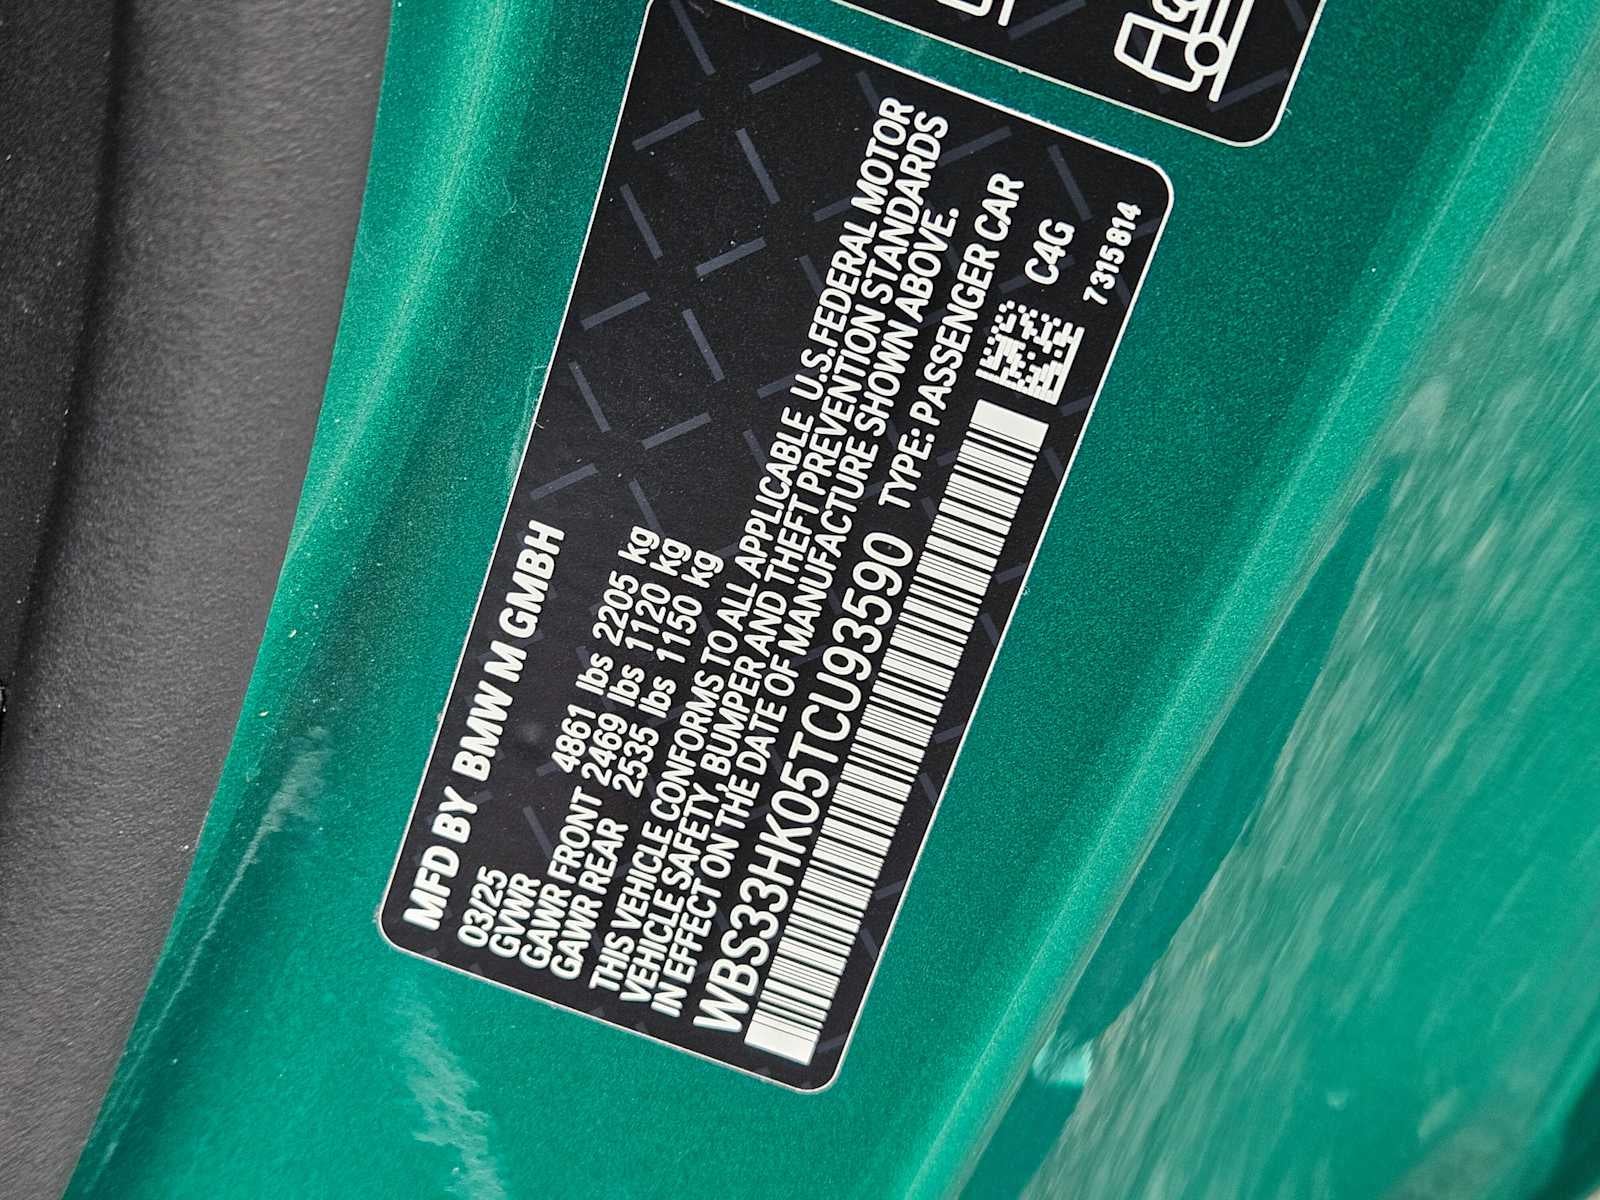 MFD BY BMW M GMBH
03/25
GVWR 4861 lbs 2205 kg
GAWR FRONT 2469 lbs 1120 kg
GAWR REAR 2535 lbs 1150 kg
THIS VEHICLE CONFORMS TO ALL APPLICABLE U.S.FEDERAL MOTOR
VEHICLE SAFETY, BUMPER AND THEFT PREVENTION STANDARDS
IN EFFECT ON THE DATE OF MANUFACTURE SHOWN ABOVE.
WBS33HK05TCU93590 TYPE: PASSENGER CAR
C4G
7315814